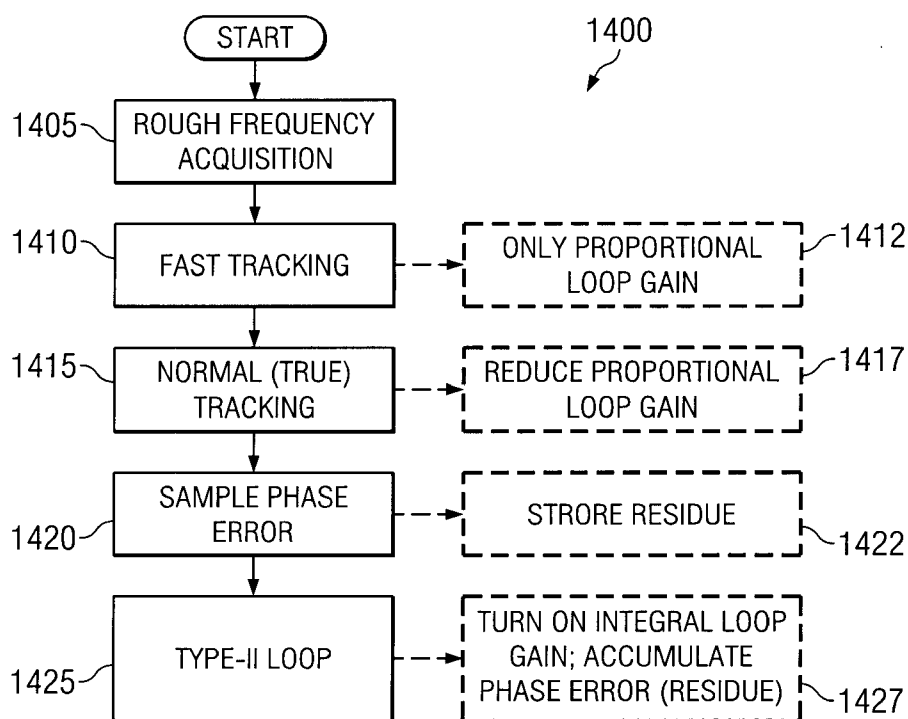 START
1400
1405
ROUGH FREQUENCY
ACQUISITION
1410
FAST TRACKING
ONLY PROPORTIONAL
LOOP GAIN
1412
1415
NORMAL (TRUE)
TRACKING
REDUCE PROPORTIONAL
LOOP GAIN
1417
1420
SAMPLE PHASE
ERROR
STRORE RESIDUE
1422
1425
TYPE-II LOOP
TURN ON INTEGRAL LOOP
GAIN; ACCUMULATE
PHASE ERROR (RESIDUE)
1427